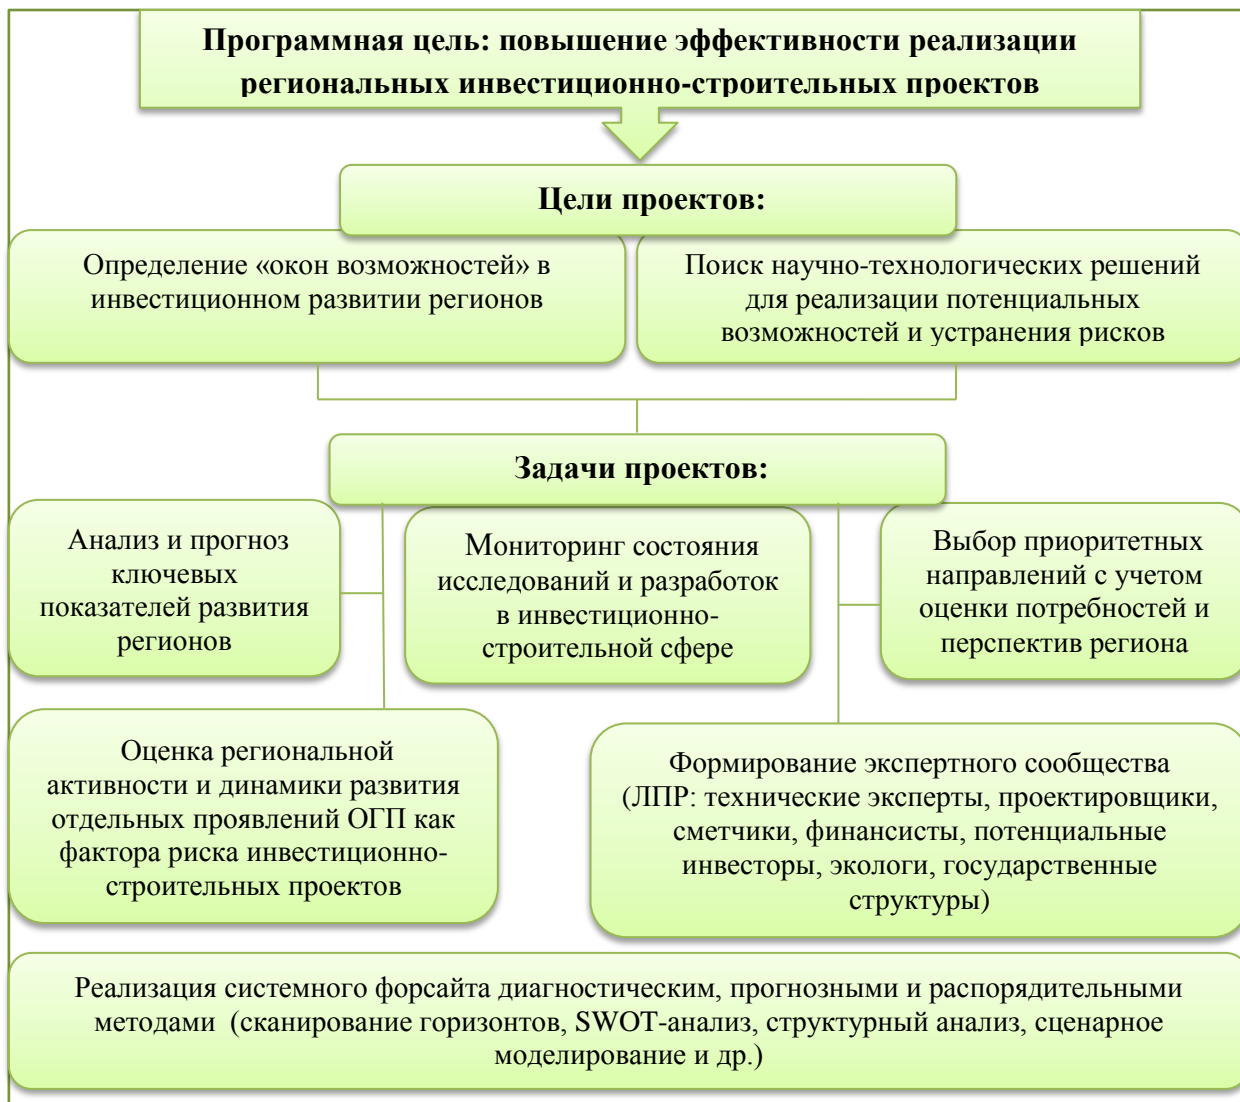 Программная цель: повышение эффективности реализации
региональных инвестиционно-строительных проектов
Цели проектов:
Определение «окон возможностей» в
инвестиционном развитии регионов
Поиск научно-технологических решений
для реализации потенциальных
возможностей и устранения рисков
Задачи проектов:
Анализ и прогноз
ключевых
показателей развития
регионов
Мониторинг состояния
исследований и разработок
в инвестиционно-
строительной сфере
Выбор приоритетных
направлений с учетом
оценки потребностей и
перспектив региона
Оценка региональной
активности и динамики развития
отдельных проявлений ОГП как
фактора риска инвестиционно-
строительных проектов
Формирование экспертного сообщества
(ЛПР: технические эксперты, проектировщики,
сметчики, финансисты, потенциальные
инвесторы, экологи, государственные
структуры)
Реализация системного форсайта диагностическим, прогнозными и распорядительными
методами (сканирование горизонтов, SWOT-анализ, структурный анализ, сценарное
моделирование и др.)